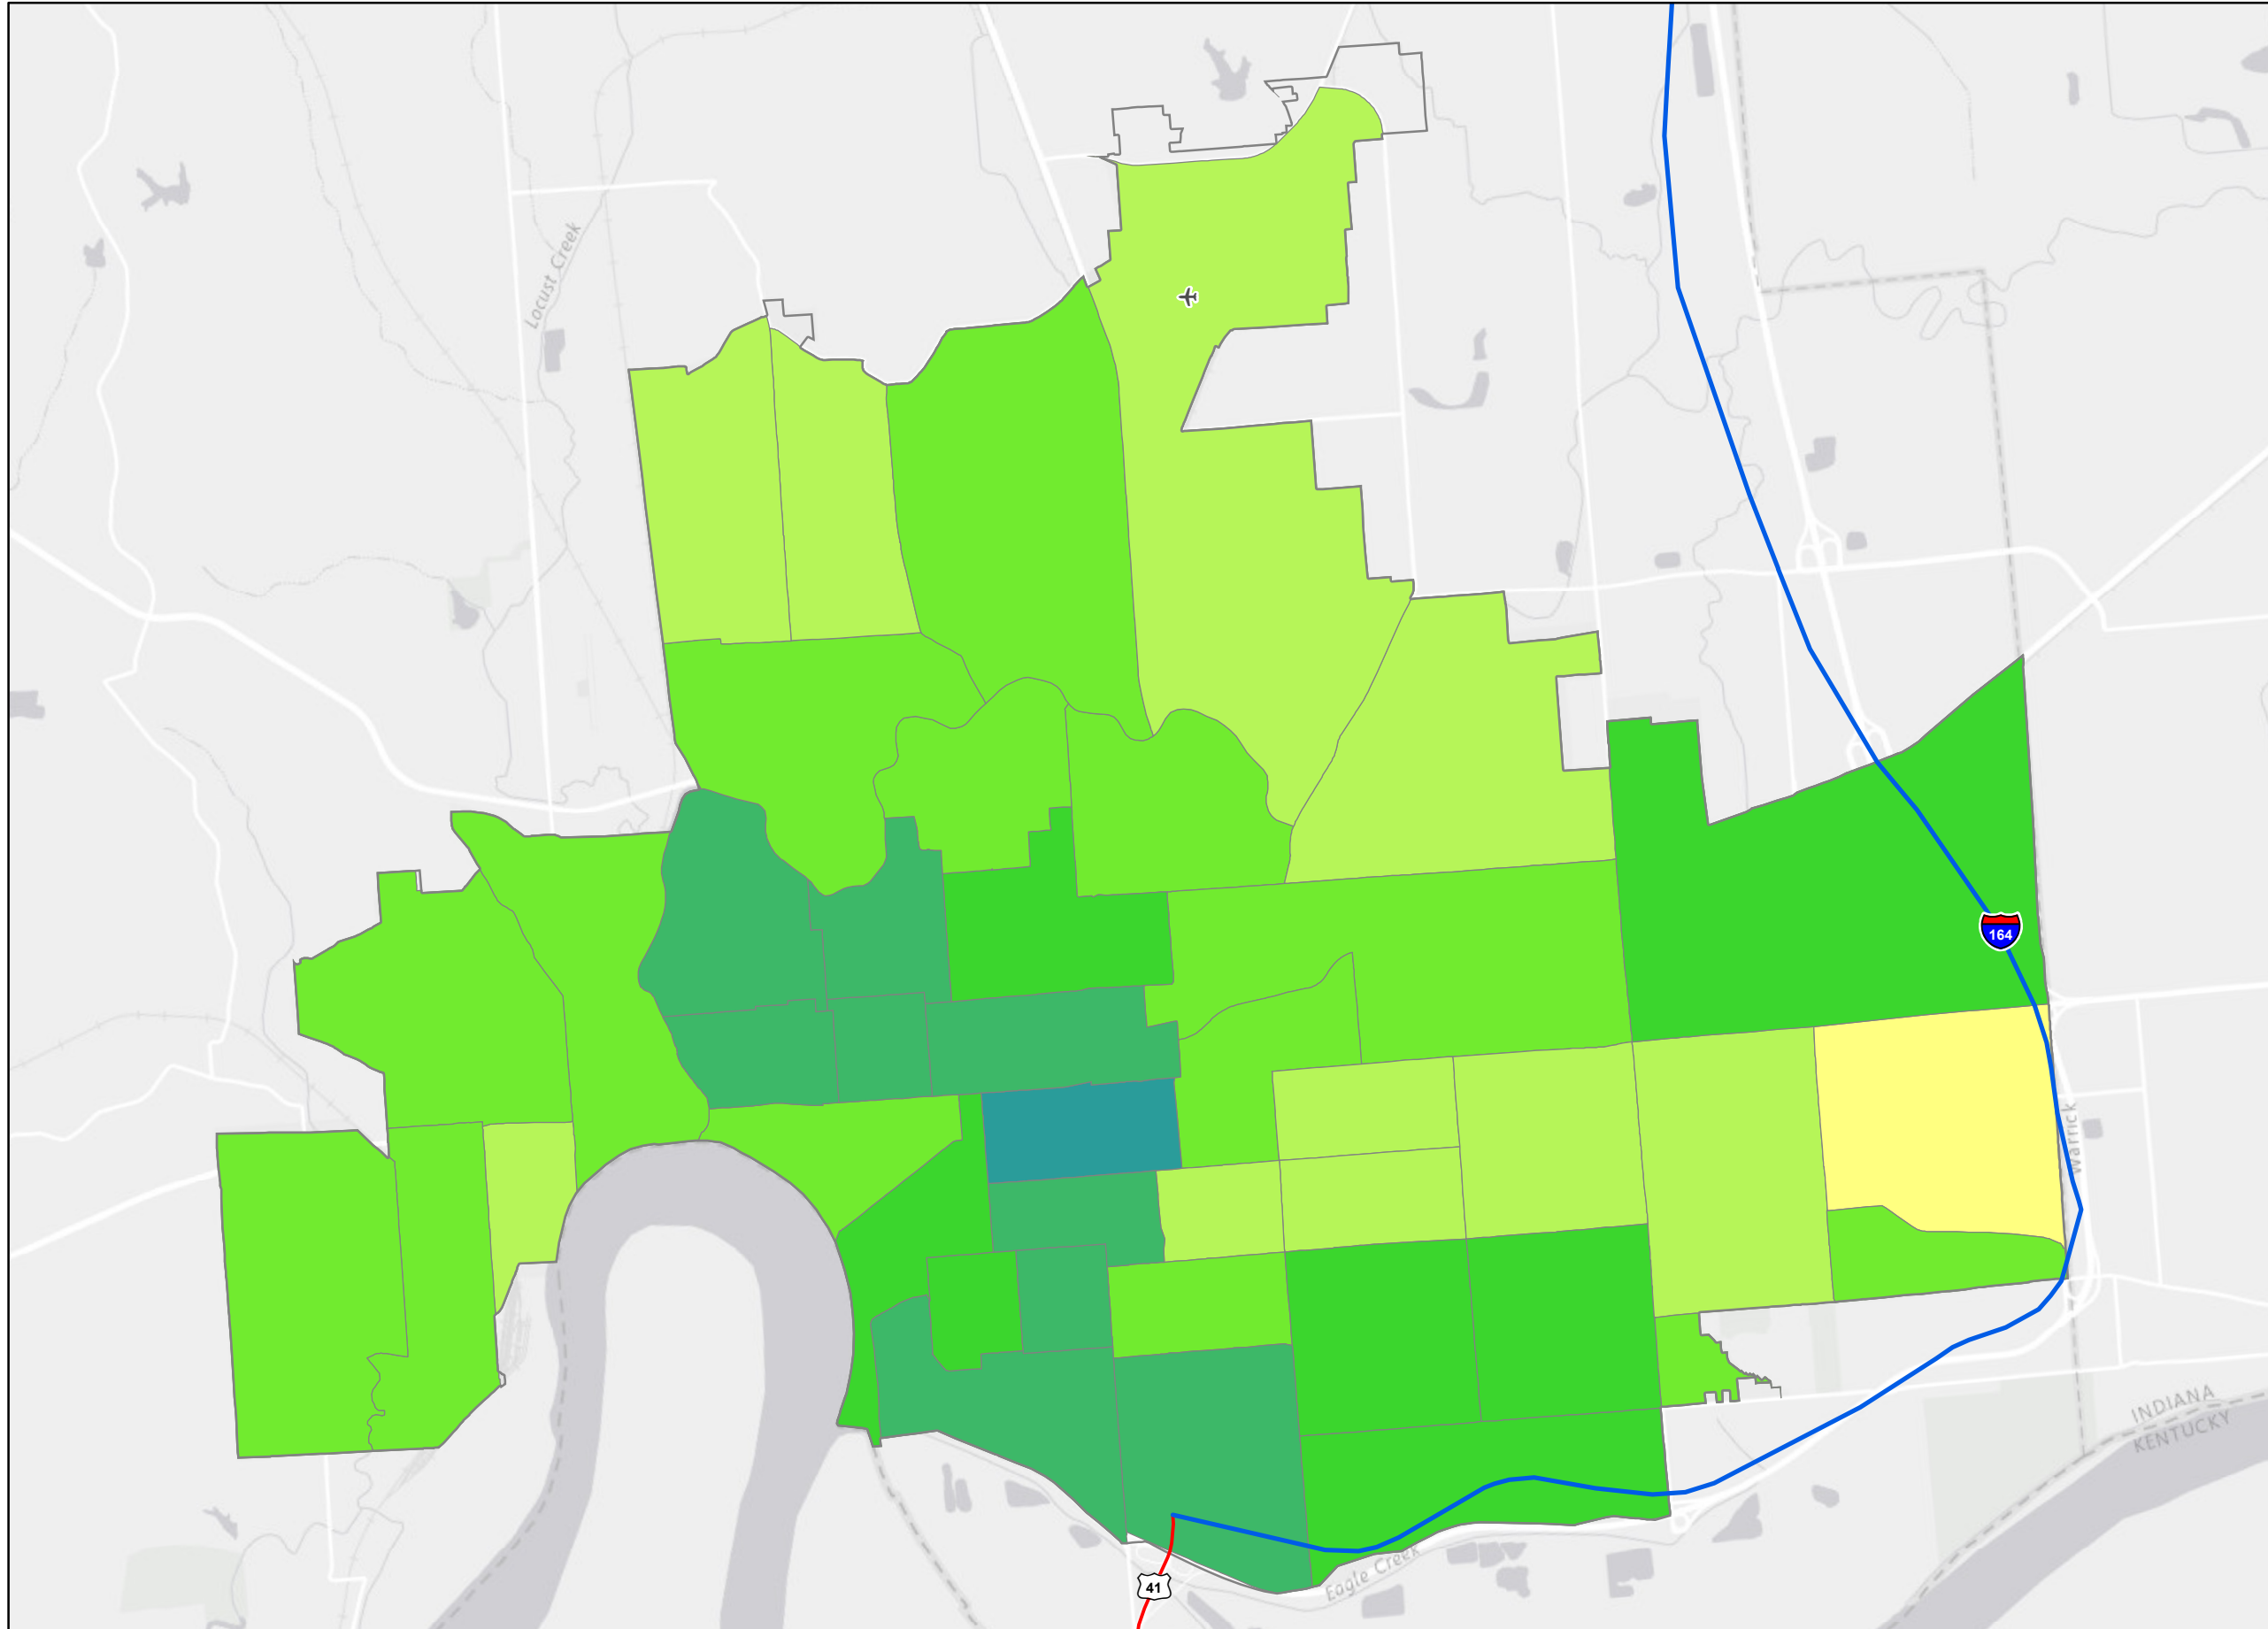 Locust Creek
164
Warrick
INDIANA
KENTUCKY
Eagle Creek
41